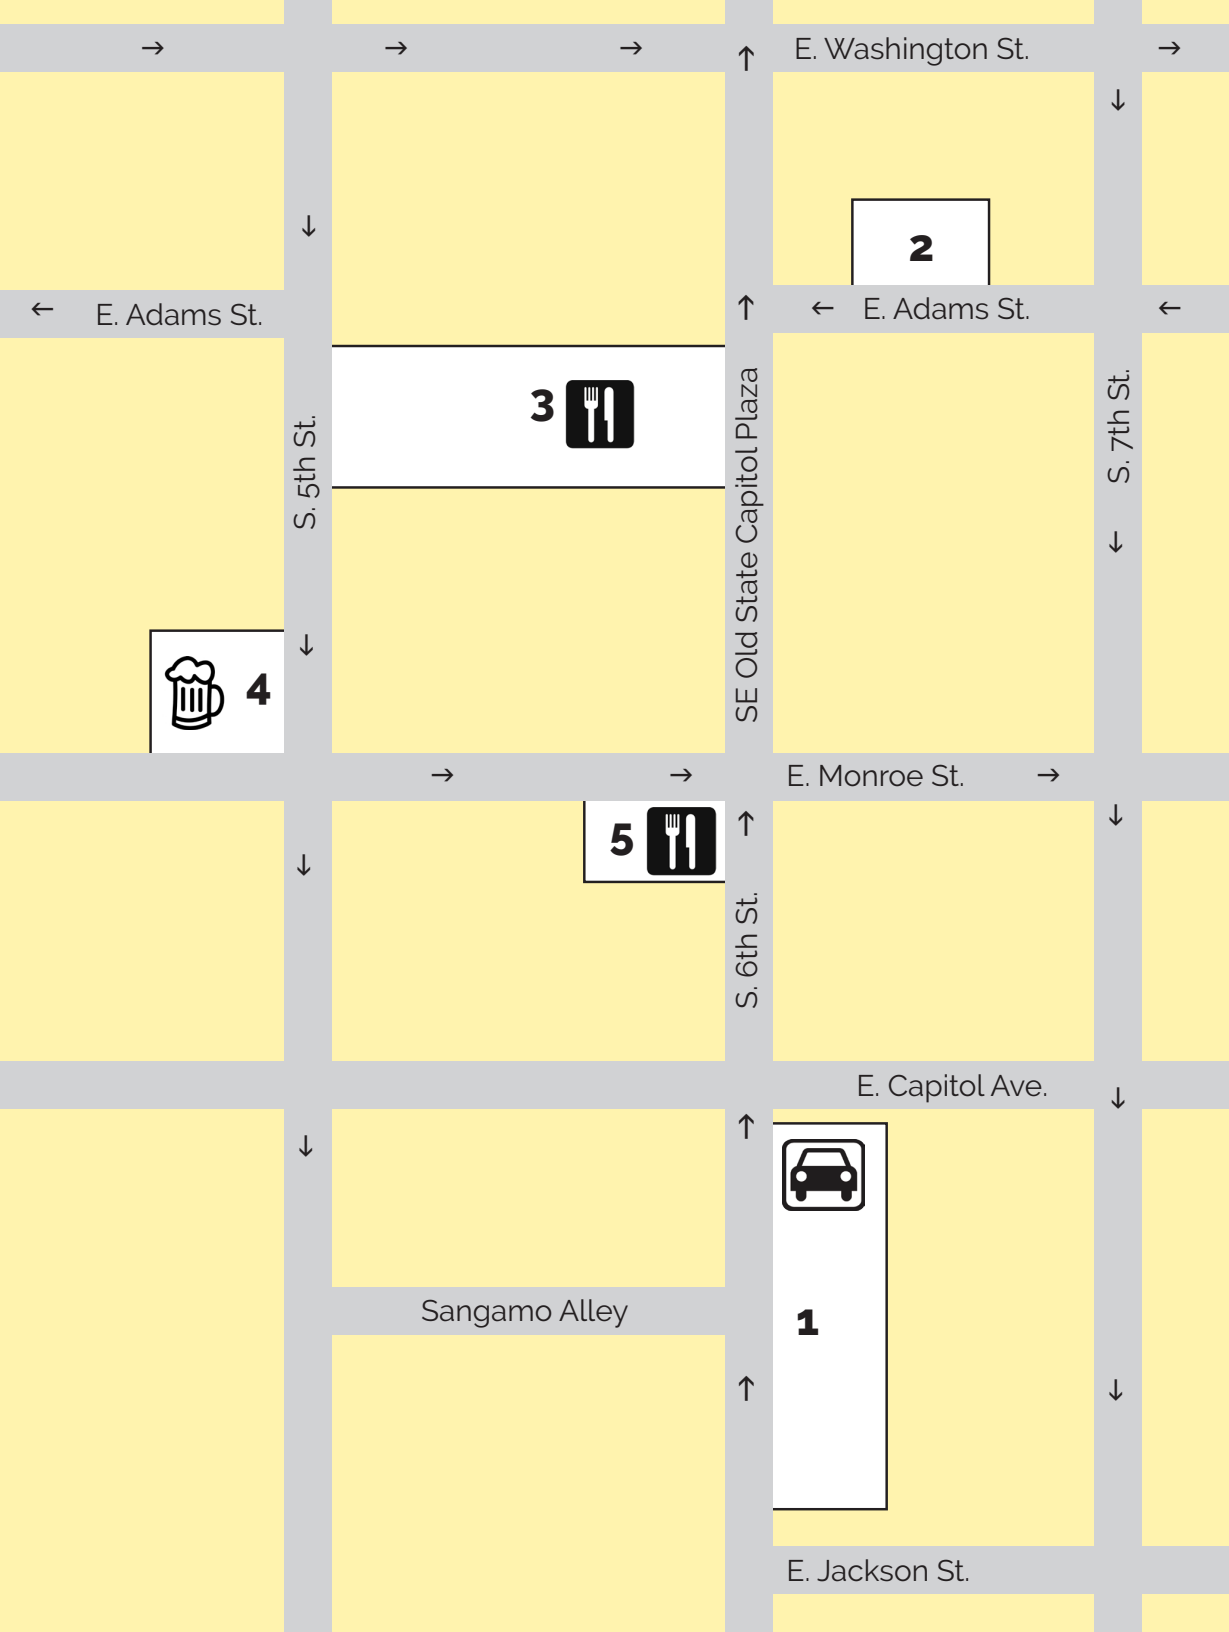 → → → ↑ E. Washington St. →
↓
↓
2
← E. Adams St.
↑ ← E. Adams St. ←
3
S. 5th St.
SE Old State Capitol Plaza
S. 7th St.
↓
↓
4
→ → E. Monroe St. →
5
↑
↓
↓
S. 6th St.
E. Capitol Ave.
↓
↑
↓
Sangamo Alley
1
↑
↓
E. Jackson St.